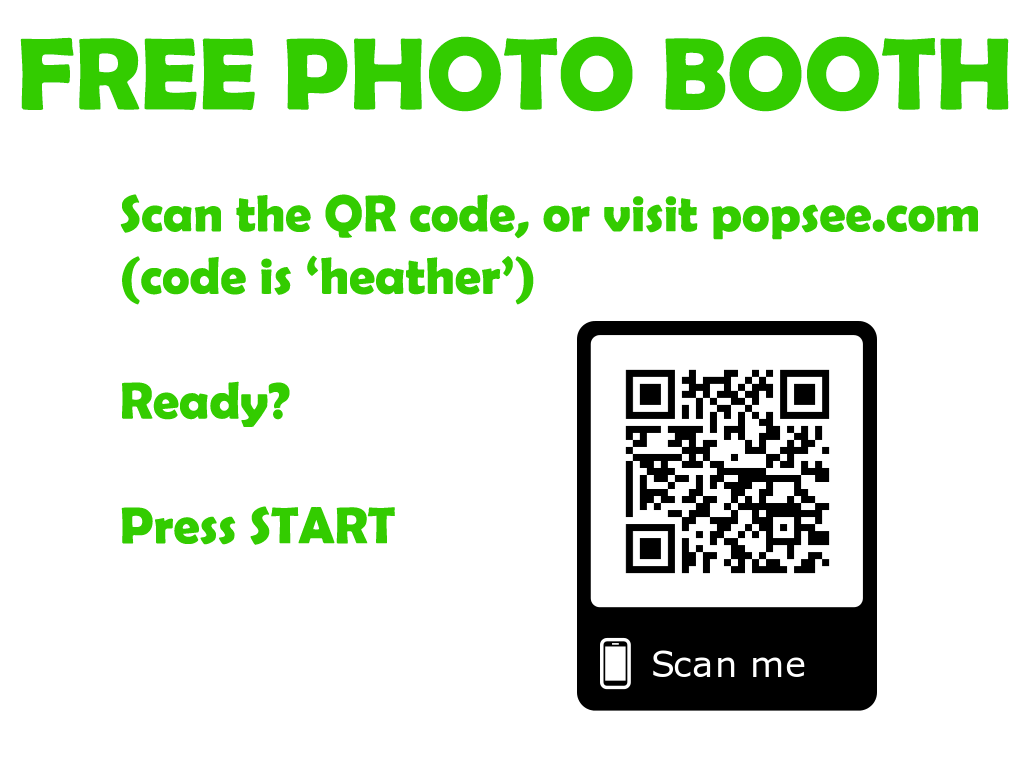 FREE PHOTO BOOTH
Scan the QR code, or visit popsee.com
(code is ‘heather’)
Ready?
Press START
Scan me